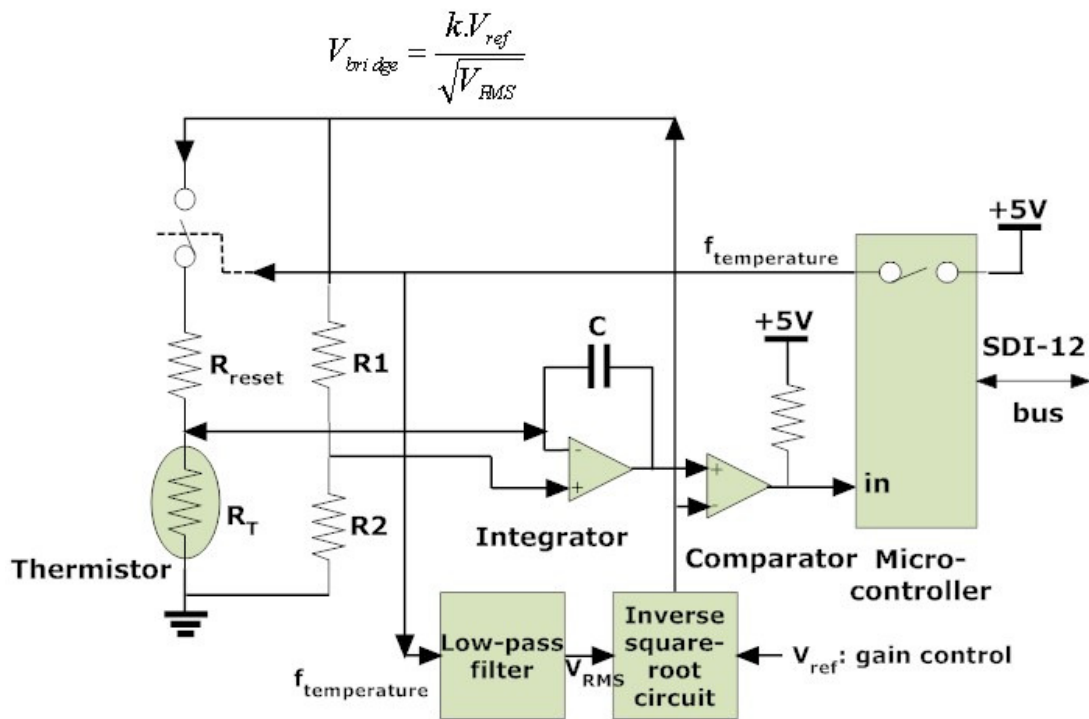 V_bridge = k.V_ref / √V_RMS
+5V
f_temperature
+5V
C
SDI-12
bus
R_reset
R1
-
+
+
-
in
R_T
R2
Integrator
Thermistor
Comparator
Micro-
controller
Low-pass
filter
V_RMS
Inverse
square-
root
circuit
V_ref: gain control
f_temperature